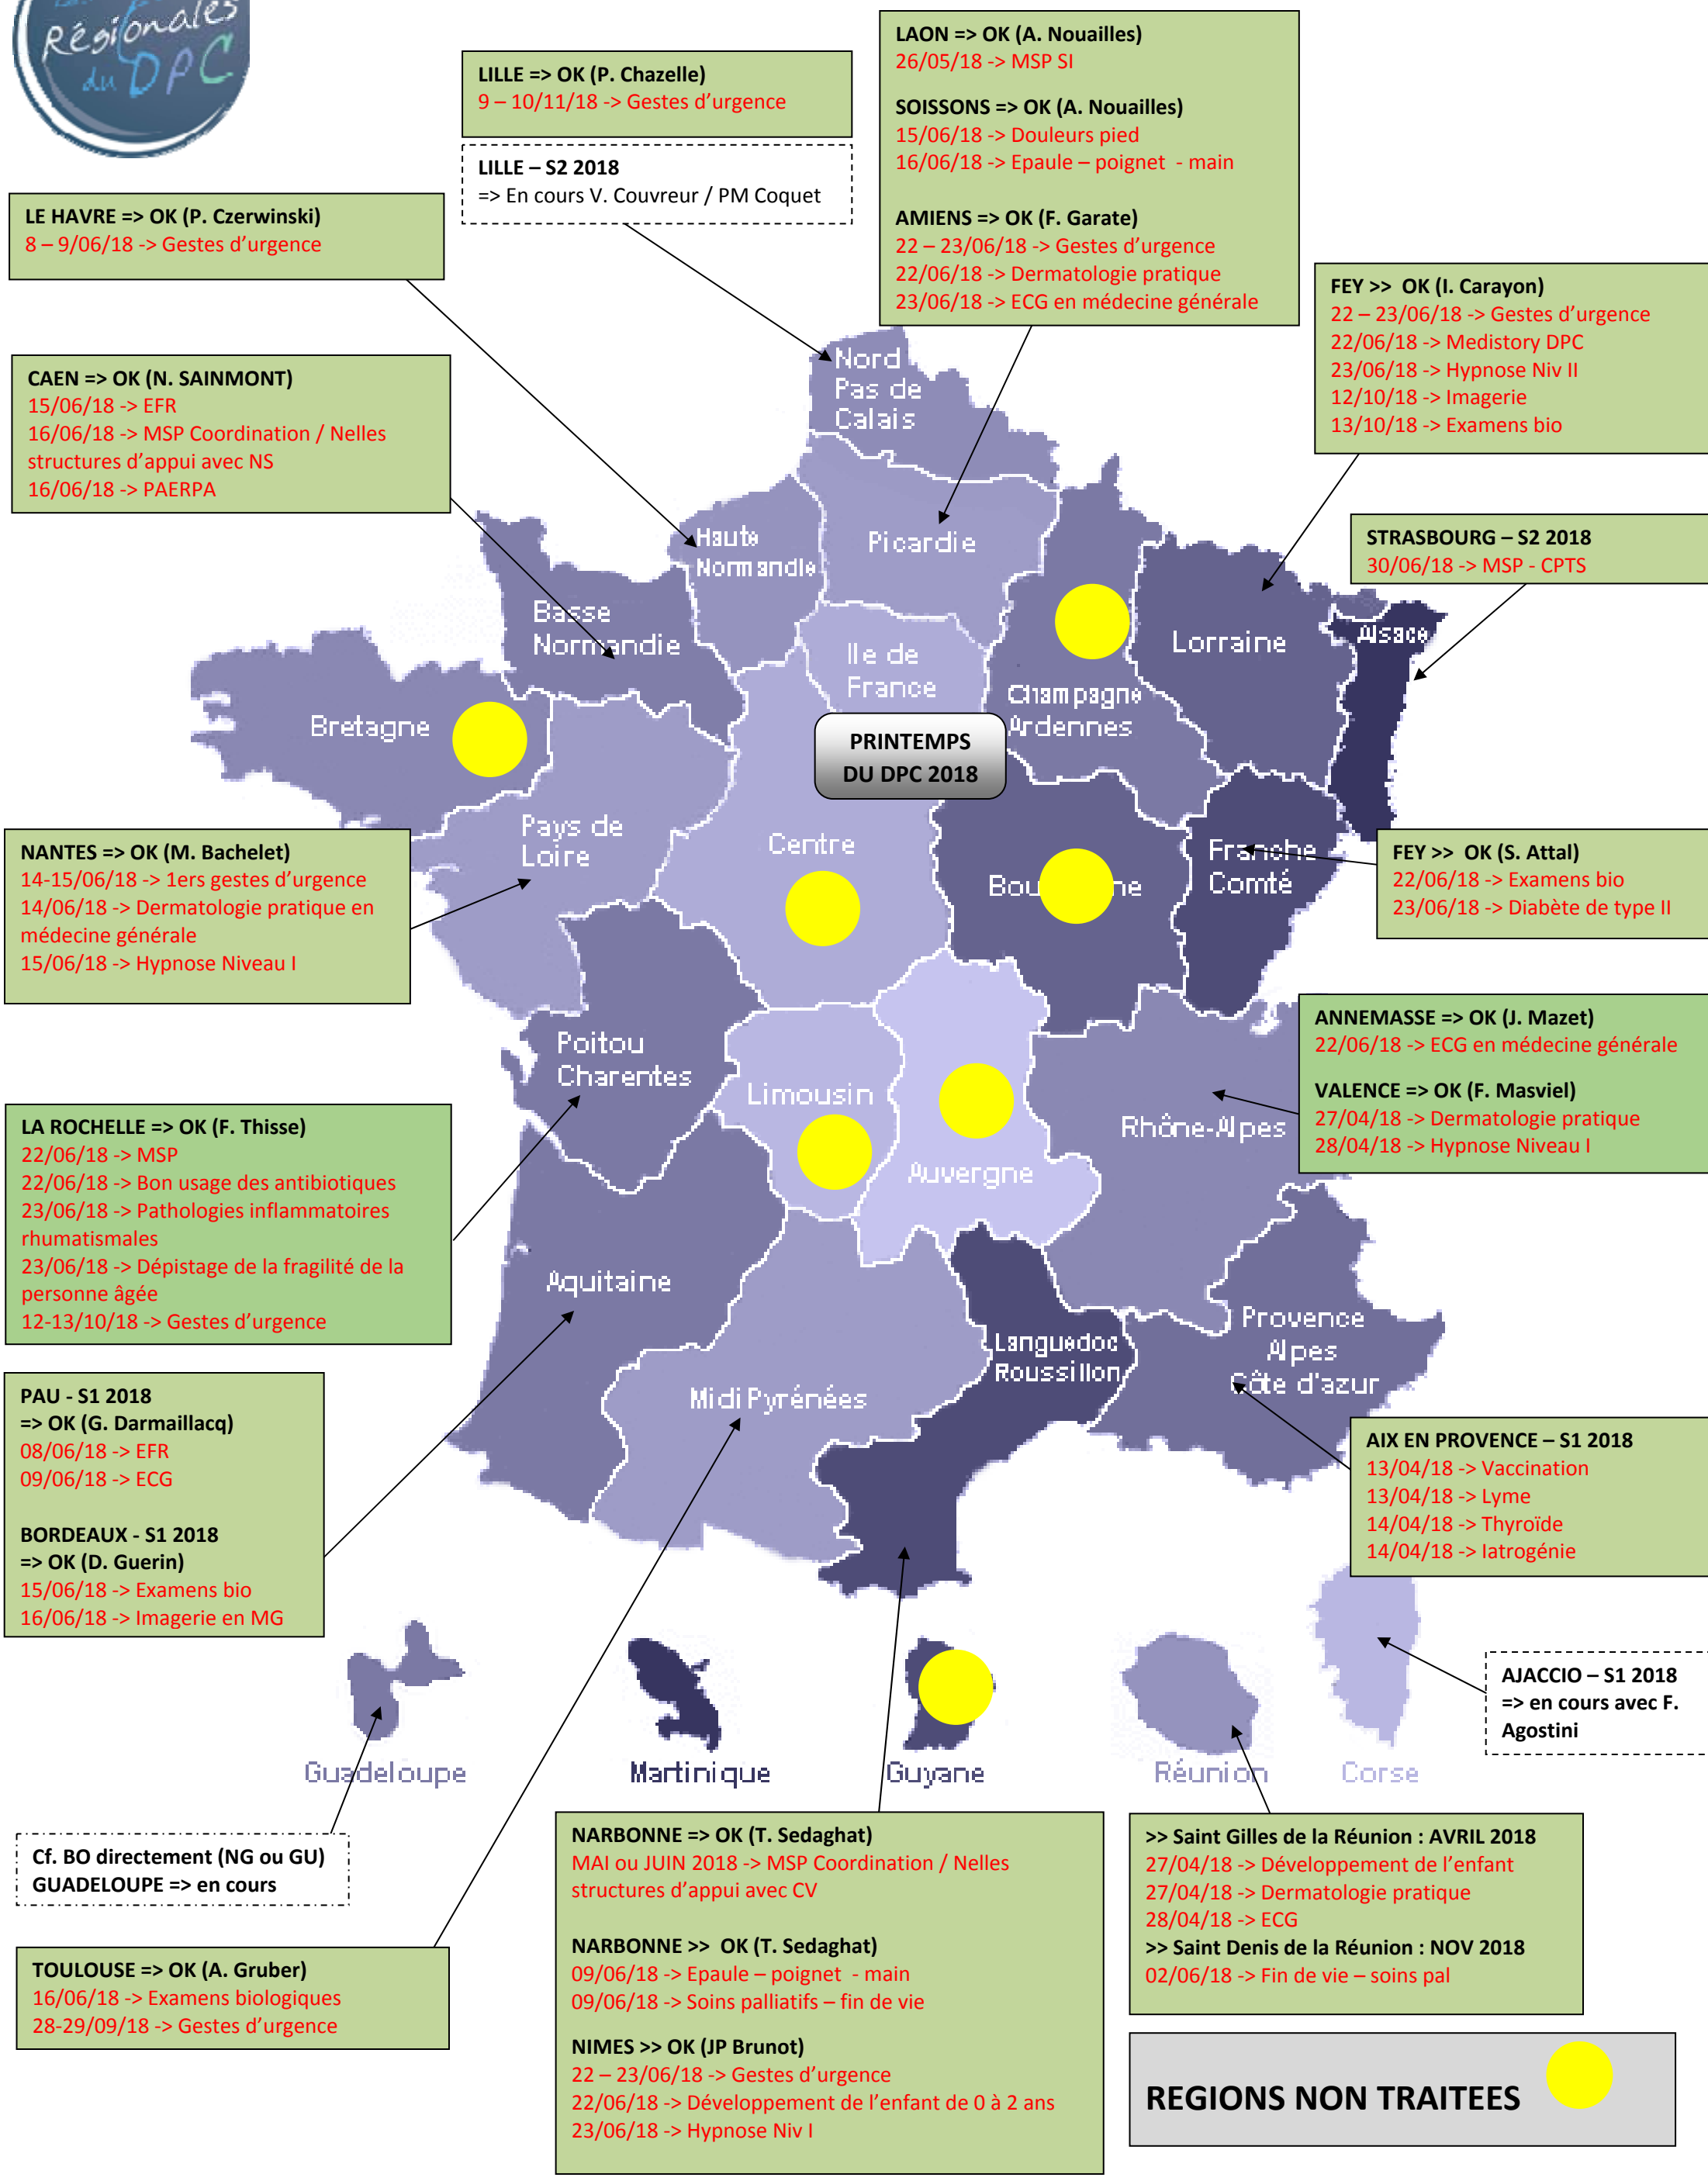 Régionales
du DPC
LILLE => OK (P. Chazelle)
9 – 10/11/18 -> Gestes d'urgence
LILLE – S2 2018
=> En cours V. Couvreur / PM Coquet
LAON => OK (A. Nouailles)
26/05/18 -> MSP SI
SOISSONS => OK (A. Nouailles)
15/06/18 -> Douleurs pied
16/06/18 -> Epaule – poignet - main
AMIENS => OK (F. Garate)
22 – 23/06/18 -> Gestes d'urgence
22/06/18 -> Dermatologie pratique
23/06/18 -> ECG en médecine générale
LE HAVRE => OK (P. Czerwinski)
8 – 9/06/18 -> Gestes d'urgence
FEY >> OK (I. Carayon)
22 – 23/06/18 -> Gestes d'urgence
22/06/18 -> Medistory DPC
23/06/18 -> Hypnose Niv II
12/10/18 -> Imagerie
13/10/18 -> Examens bio
CAEN => OK (N. SAINMONT)
15/06/18 -> EFR
16/06/18 -> MSP Coordination / Nelles
structures d'appui avec NS
16/06/18 -> PAERPA
STRASBOURG – S2 2018
30/06/18 -> MSP - CPTS
Nord
Pas de
Calais
Haute
Normandie
Picardie
Basse
Normandie
Ile de
France
Champagne
Ardennes
Lorraine
Alsace
Bretagne
PRINTEMPS
DU DPC 2018
Pays de
Loire
Centre
Bou ne
Franche
Comté
NANTES => OK (M. Bachelet)
14-15/06/18 -> 1ers gestes d'urgence
14/06/18 -> Dermatologie pratique en
médecine générale
15/06/18 -> Hypnose Niveau I
FEY >> OK (S. Attal)
22/06/18 -> Examens bio
23/06/18 -> Diabète de type II
Poitou
Charentes
Limousin
Auvergne
Rhône-Alpes
ANNEMASSE => OK (J. Mazet)
22/06/18 -> ECG en médecine générale
VALENCE => OK (F. Masviel)
27/04/18 -> Dermatologie pratique
28/04/18 -> Hypnose Niveau I
LA ROCHELLE => OK (F. Thisse)
22/06/18 -> MSP
22/06/18 -> Bon usage des antibiotiques
23/06/18 -> Pathologies inflammatoires
rhumatismales
23/06/18 -> Dépistage de la fragilité de la
personne âgée
12-13/10/18 -> Gestes d'urgence
Aquitaine
Midi Pyrénées
Languedoc
Roussillon
Provence
Alpes
Côte d'azur
PAU - S1 2018
=> OK (G. Darmaillacq)
08/06/18 -> EFR
09/06/18 -> ECG
BORDEAUX - S1 2018
=> OK (D. Guerin)
15/06/18 -> Examens bio
16/06/18 -> Imagerie en MG
AIX EN PROVENCE – S1 2018
13/04/18 -> Vaccination
13/04/18 -> Lyme
14/04/18 -> Thyroïde
14/04/18 -> Iatrogénie
AJACCIO – S1 2018
=> en cours avec F.
Agostini
Guadeloupe
Martinique
Guyane
Réunion
Corse
Cf. BO directement (NG ou GU)
GUADELOUPE => en cours
TOULOUSE => OK (A. Gruber)
16/06/18 -> Examens biologiques
28-29/09/18 -> Gestes d'urgence
NARBONNE => OK (T. Sedaghat)
MAI ou JUIN 2018 -> MSP Coordination / Nelles
structures d'appui avec CV
NARBONNE >> OK (T. Sedaghat)
09/06/18 -> Epaule – poignet - main
09/06/18 -> Soins palliatifs – fin de vie
NIMES >> OK (JP Brunot)
22 – 23/06/18 -> Gestes d'urgence
22/06/18 -> Développement de l'enfant de 0 à 2 ans
23/06/18 -> Hypnose Niv I
>> Saint Gilles de la Réunion : AVRIL 2018
27/04/18 -> Développement de l'enfant
27/04/18 -> Dermatologie pratique
28/04/18 -> ECG
>> Saint Denis de la Réunion : NOV 2018
02/06/18 -> Fin de vie – soins pal
REGIONS NON TRAITEES